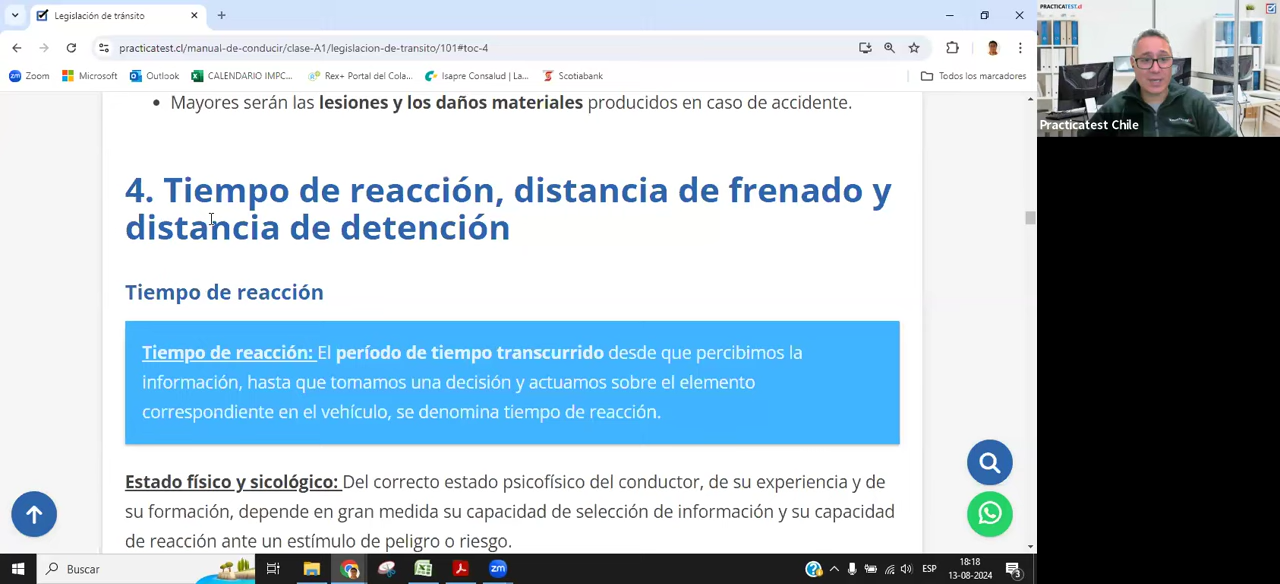 Legislación de tránsito
practicatest.cl/manual-de-conducir/clase-A1/legislacion-de-transito/101#toc-4
Zoom
Microsoft
Outlook
CALENDARIO IMPC...
Rex+ Portal del Cola...
Isapre Consalud | La...
Scotiabank
Todos los marcadores
PRACTICATEST.cl
Practicatest Chile
• Mayores serán las lesiones y los daños materiales producidos en caso de accidente.
4. Tiempo de reacción, distancia de frenado y
distancia de detención
Tiempo de reacción
Tiempo de reacción: El período de tiempo transcurrido desde que percibimos la
información, hasta que tomamos una decisión y actuamos sobre el elemento
correspondiente en el vehículo, se denomina tiempo de reacción.
Estado físico y sicológico: Del correcto estado psicofísico del conductor, de su experiencia y de
su formación, depende en gran medida su capacidad de selección de información y su capacidad
de reacción ante un estímulo de peligro o riesgo.
Buscar
ESP
18:18
13-08-2024
3